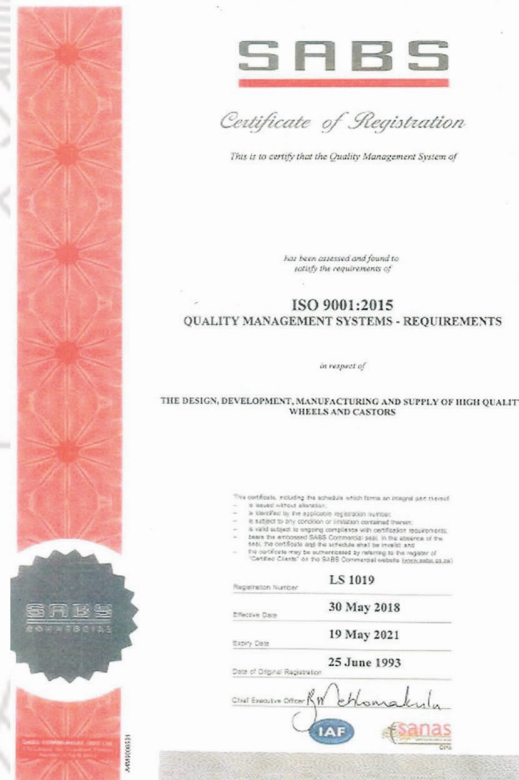 SABS
Certificate of Registration
This is to certify that the Quality Management System of
has been assessed and found to
satisfy the requirements of
ISO 9001:2015
QUALITY MANAGEMENT SYSTEMS - REQUIREMENTS
in respect of
THE DESIGN, DEVELOPMENT, MANUFACTURING AND SUPPLY OF HIGH QUALIT
WHEELS AND CASTORS
This certificate, including the schedule which forms an integral part thereof
- is issued without alteration;
- is identified by the applicable registration number;
- is subject to any condition or limitation contained therein;
- is valid subject to ongoing compliance with certification requirements;
- bears the embossed SABS Commercial seal, in the absence of the
seal, the certificate and the schedule shall be invalid; and
- the certificate may be authenticated by referring to the register of
"Certified Clients" on the SABS Commercial website (www.sabs.co.za)
Registration Number LS 1019
Effective Date 30 May 2018
Expiry Date 19 May 2021
Date of Original Registration 25 June 1993
Chief Executive Officer
SABS
COMMERCIAL
IAF
sanas